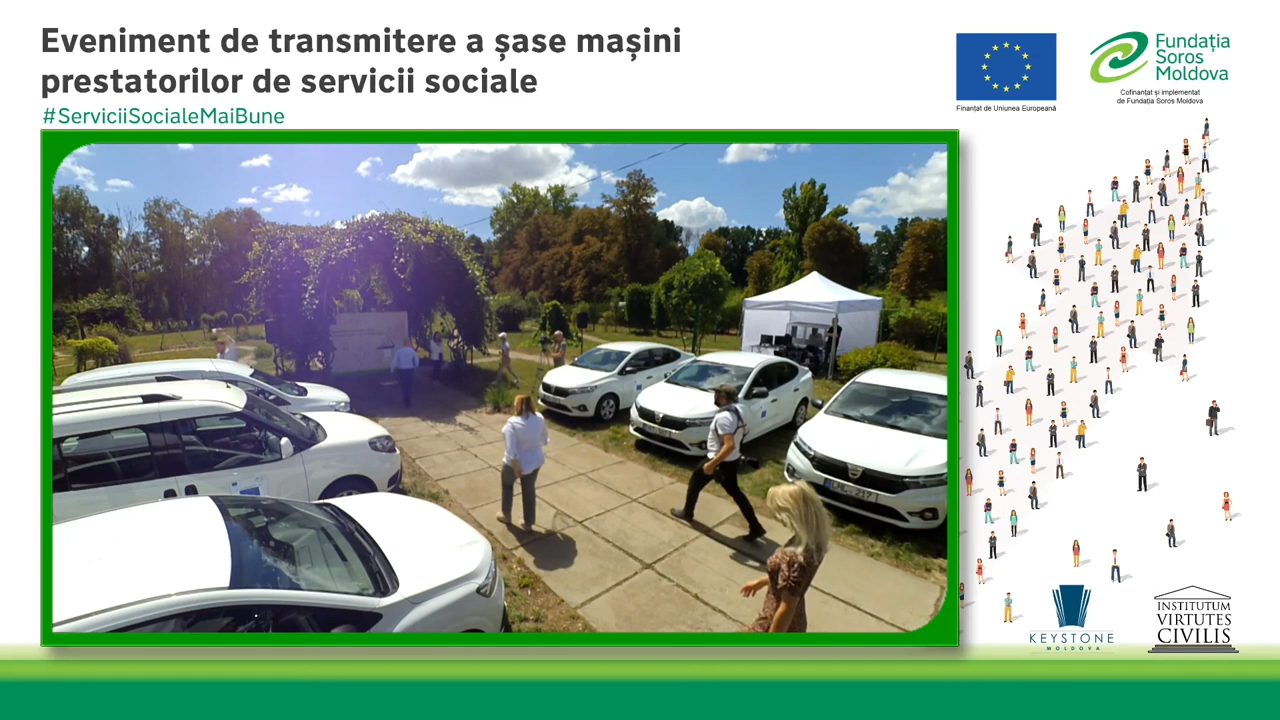 Eveniment de transmitere a șase mașini
prestatorilor de servicii sociale
#ServiciiSocialeMaiBune
Finanțat de Uniunea Europeană
Fundația
Soros
Moldova
Cofinanțat și implementat
de Fundația Soros Moldova
KEYSTONE
MOLDOVA
INSTITUTUM
VIRTUTES
CIVILIS